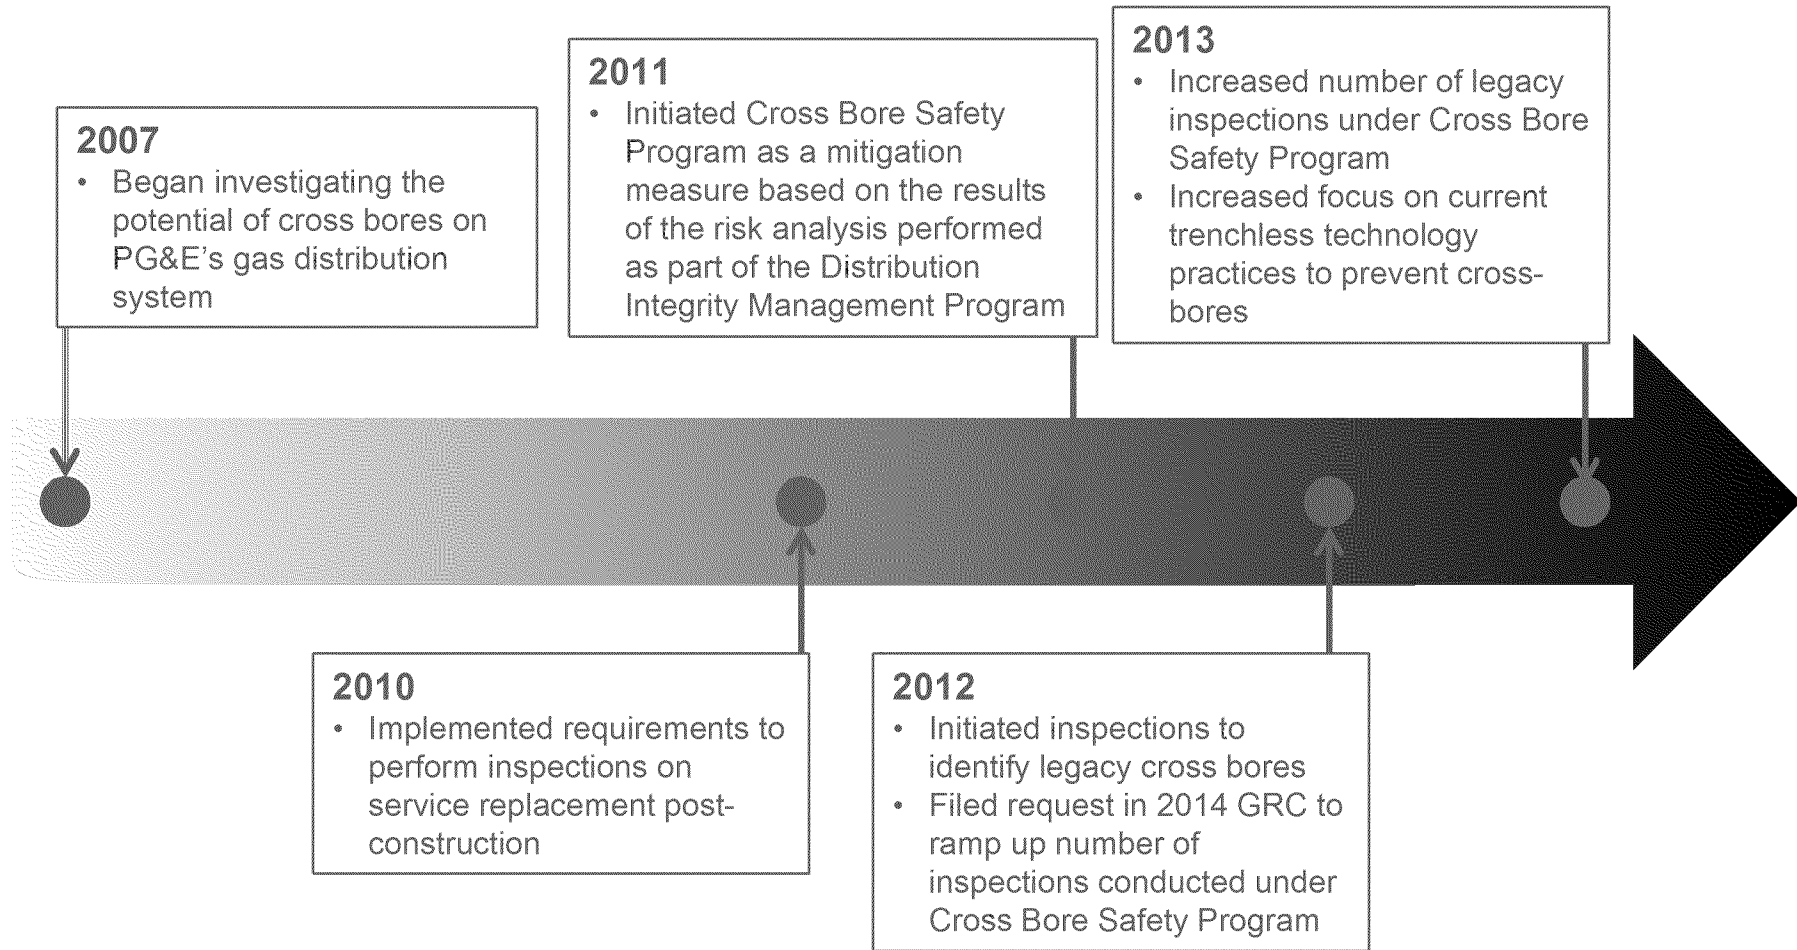 2007
• Began investigating the
potential of cross bores on
PG&E's gas distribution
system
2010
• Implemented requirements to
perform inspections on
service replacement post-
construction
2011
• Initiated Cross Bore Safety
Program as a mitigation
measure based on the results
of the risk analysis performed
as part of the Distribution
Integrity Management Program
2012
• Initiated inspections to
identify legacy cross bores
• Filed request in 2014 GRC to
ramp up number of
inspections conducted under
Cross Bore Safety Program
2013
• Increased number of legacy
inspections under Cross Bore
Safety Program
• Increased focus on current
trenchless technology
practices to prevent cross-
bores